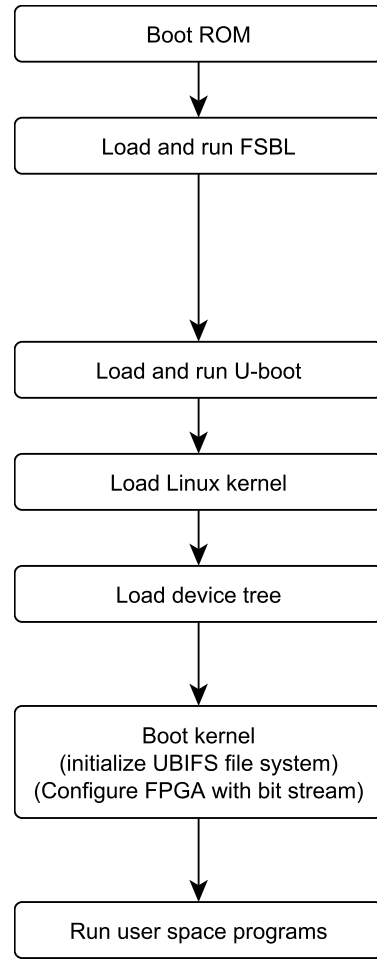 Boot ROM
Load and run FSBL
Load and run U-boot
Load Linux kernel
Load device tree
Boot kernel
(initialize UBIFS file system)
(Configure FPGA with bit stream)
Run user space programs